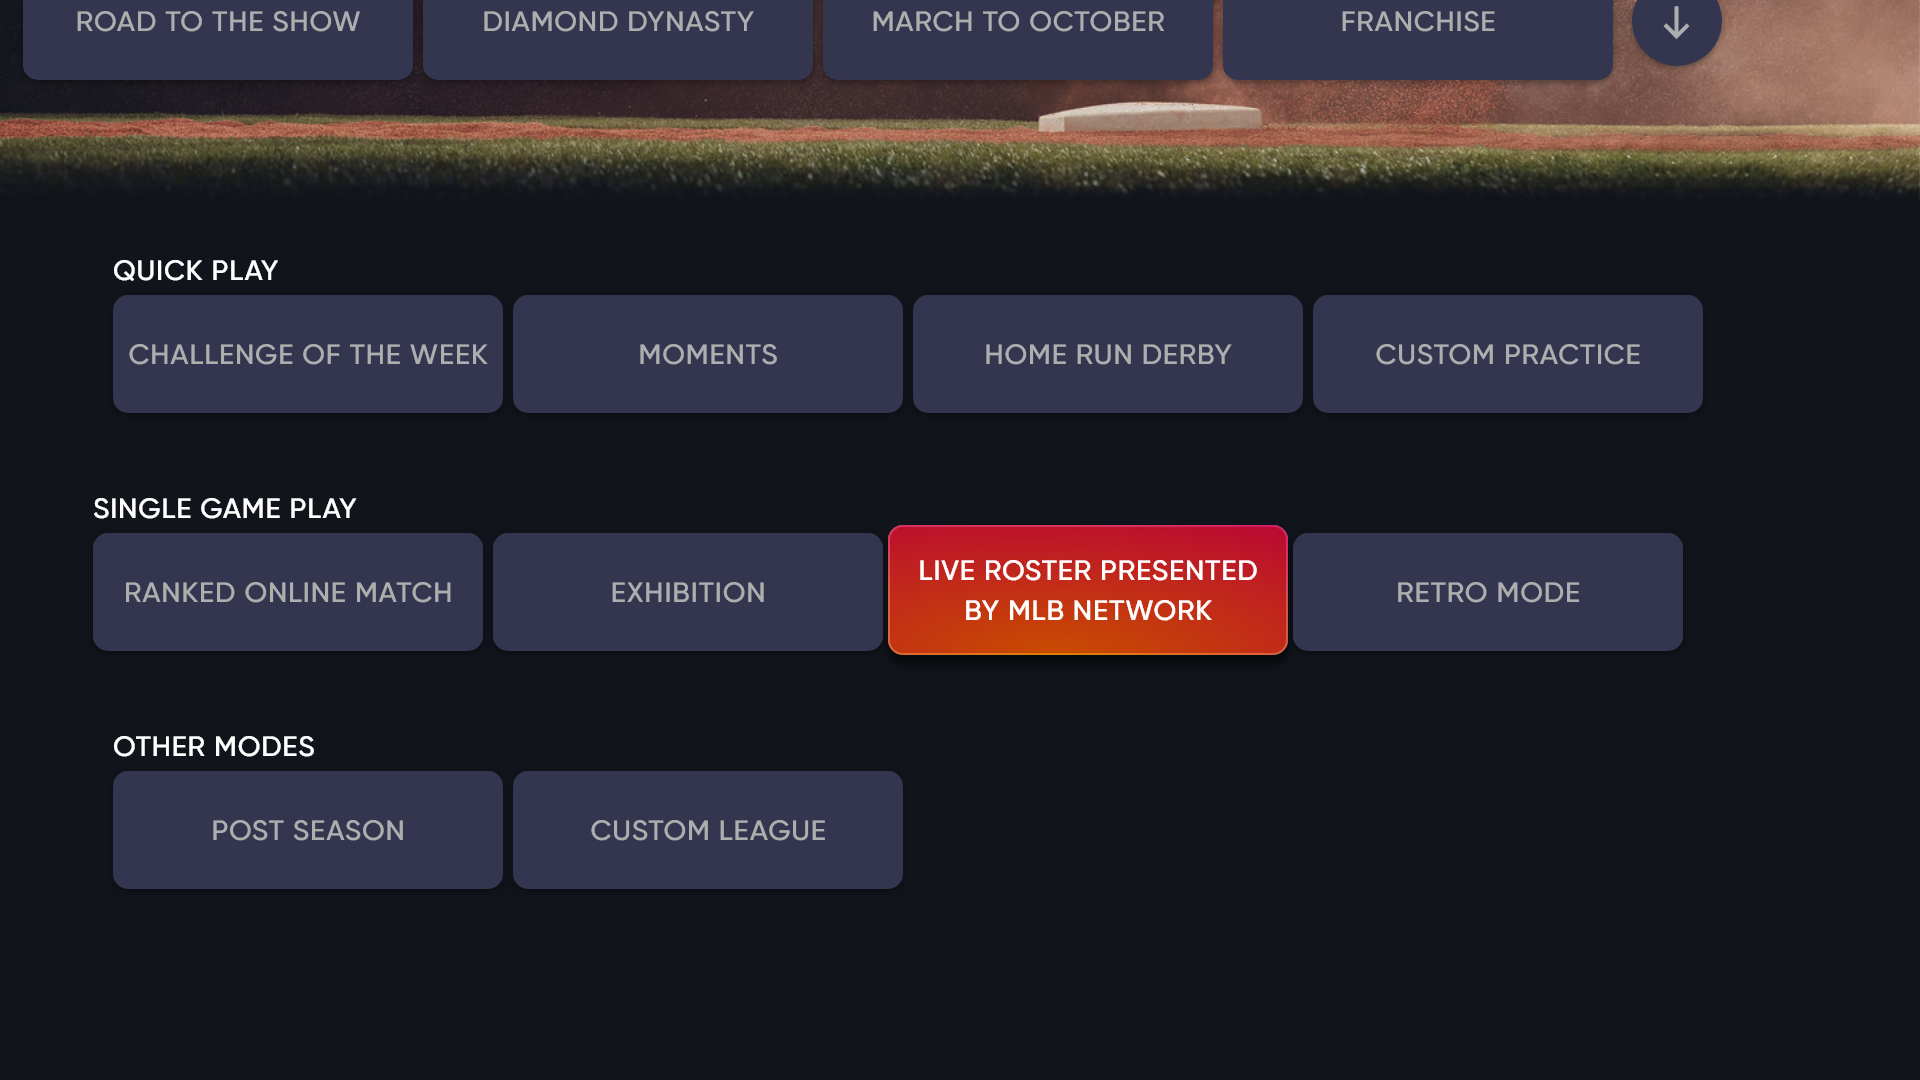 ROAD TO THE SHOW
DIAMOND DYNASTY
MARCH TO OCTOBER
FRANCHISE
QUICK PLAY
CHALLENGE OF THE WEEK
MOMENTS
HOME RUN DERBY
CUSTOM PRACTICE
SINGLE GAME PLAY
RANKED ONLINE MATCH
EXHIBITION
LIVE ROSTER PRESENTED
BY MLB NETWORK
RETRO MODE
OTHER MODES
POST SEASON
CUSTOM LEAGUE